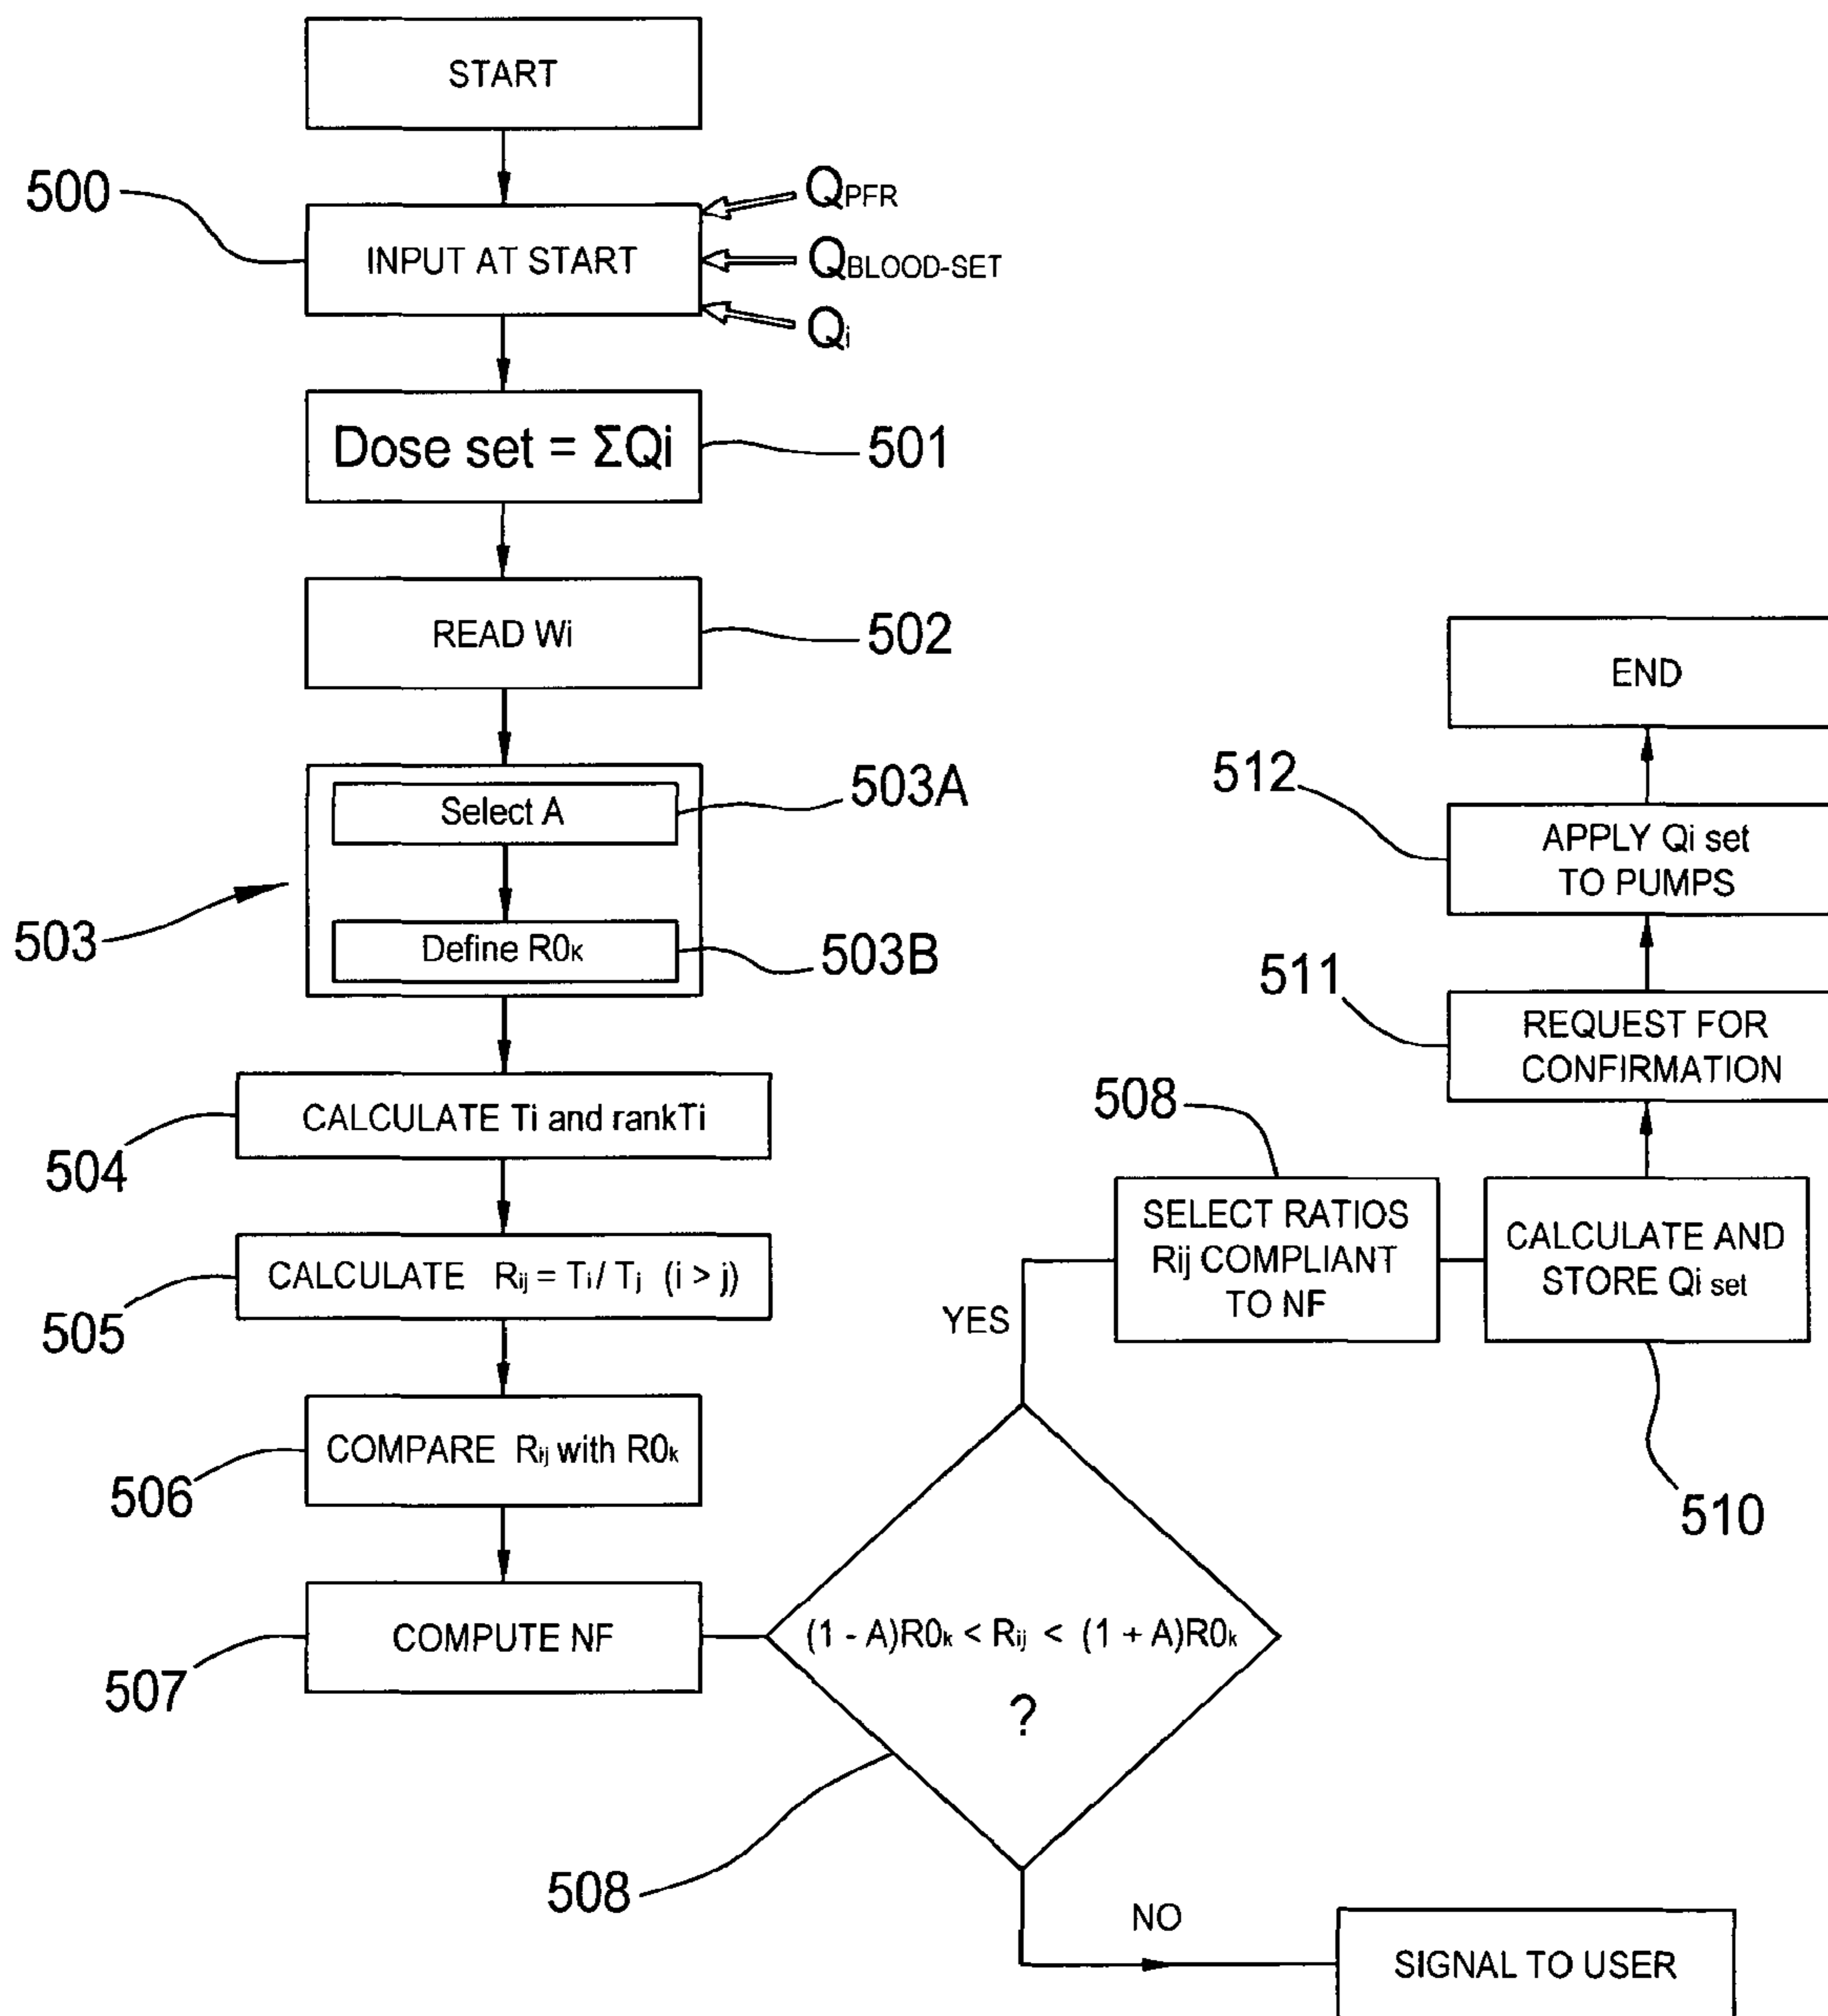 START
500
INPUT AT START
QPFR
QBLOOD-SET
Qi
Dose set = ΣQi
501
READ Wi
502
503
Select A
503A
Define R0K
503B
CALCULATE Ti and rankTi
504
CALCULATE Rij = Ti / Tj (i > j)
505
COMPARE Rij with R0k
506
COMPUTE NF
507
(1 - A)R0k < Rij < (1 + A)R0k
?
508
YES
NO
SIGNAL TO USER
508
SELECT RATIOS
Rij COMPLIANT
TO NF
CALCULATE AND
STORE Qi set
510
511
REQUEST FOR
CONFIRMATION
512
APPLY Qi set
TO PUMPS
END